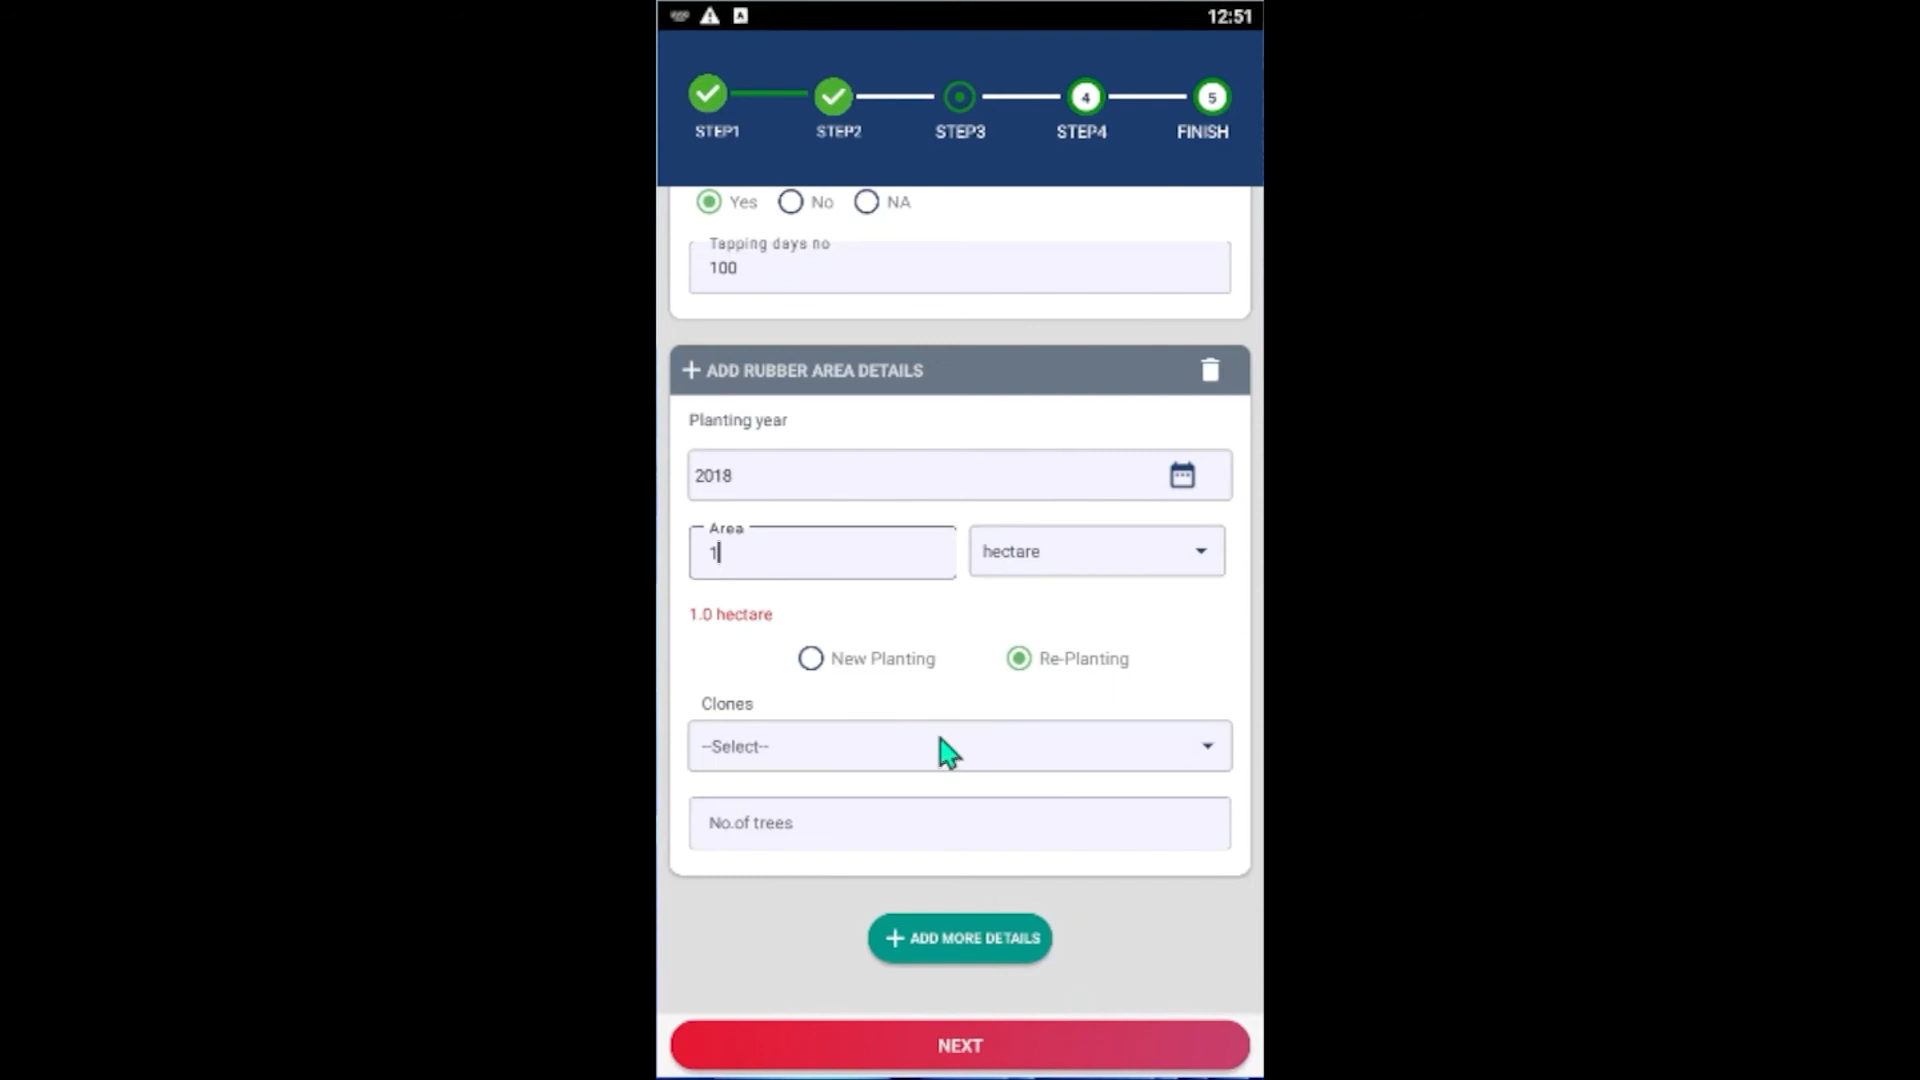 12:51
4
5
STEP1
STEP2
STEP3
STEP4
FINISH
Yes
No
NA
Tapping days no
100
ADD RUBBER AREA DETAILS
Planting year
2018
Area
1
hectare
1.0 hectare
New Planting
Re-Planting
Clones
--Select--
No.of trees
ADD MORE DETAILS
NEXT